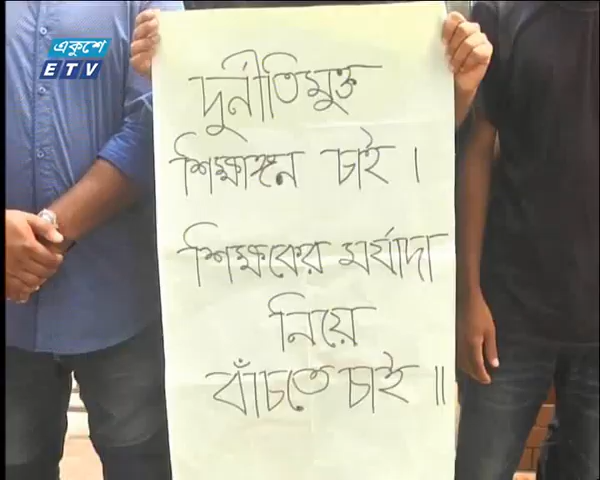 একুশে
ETV
দুর্নীতিমুক্ত
শিক্ষাঙ্গন চাই ।
শিক্ষকের মর্যাদা
নিয়ে
বাঁচতে চাই ॥